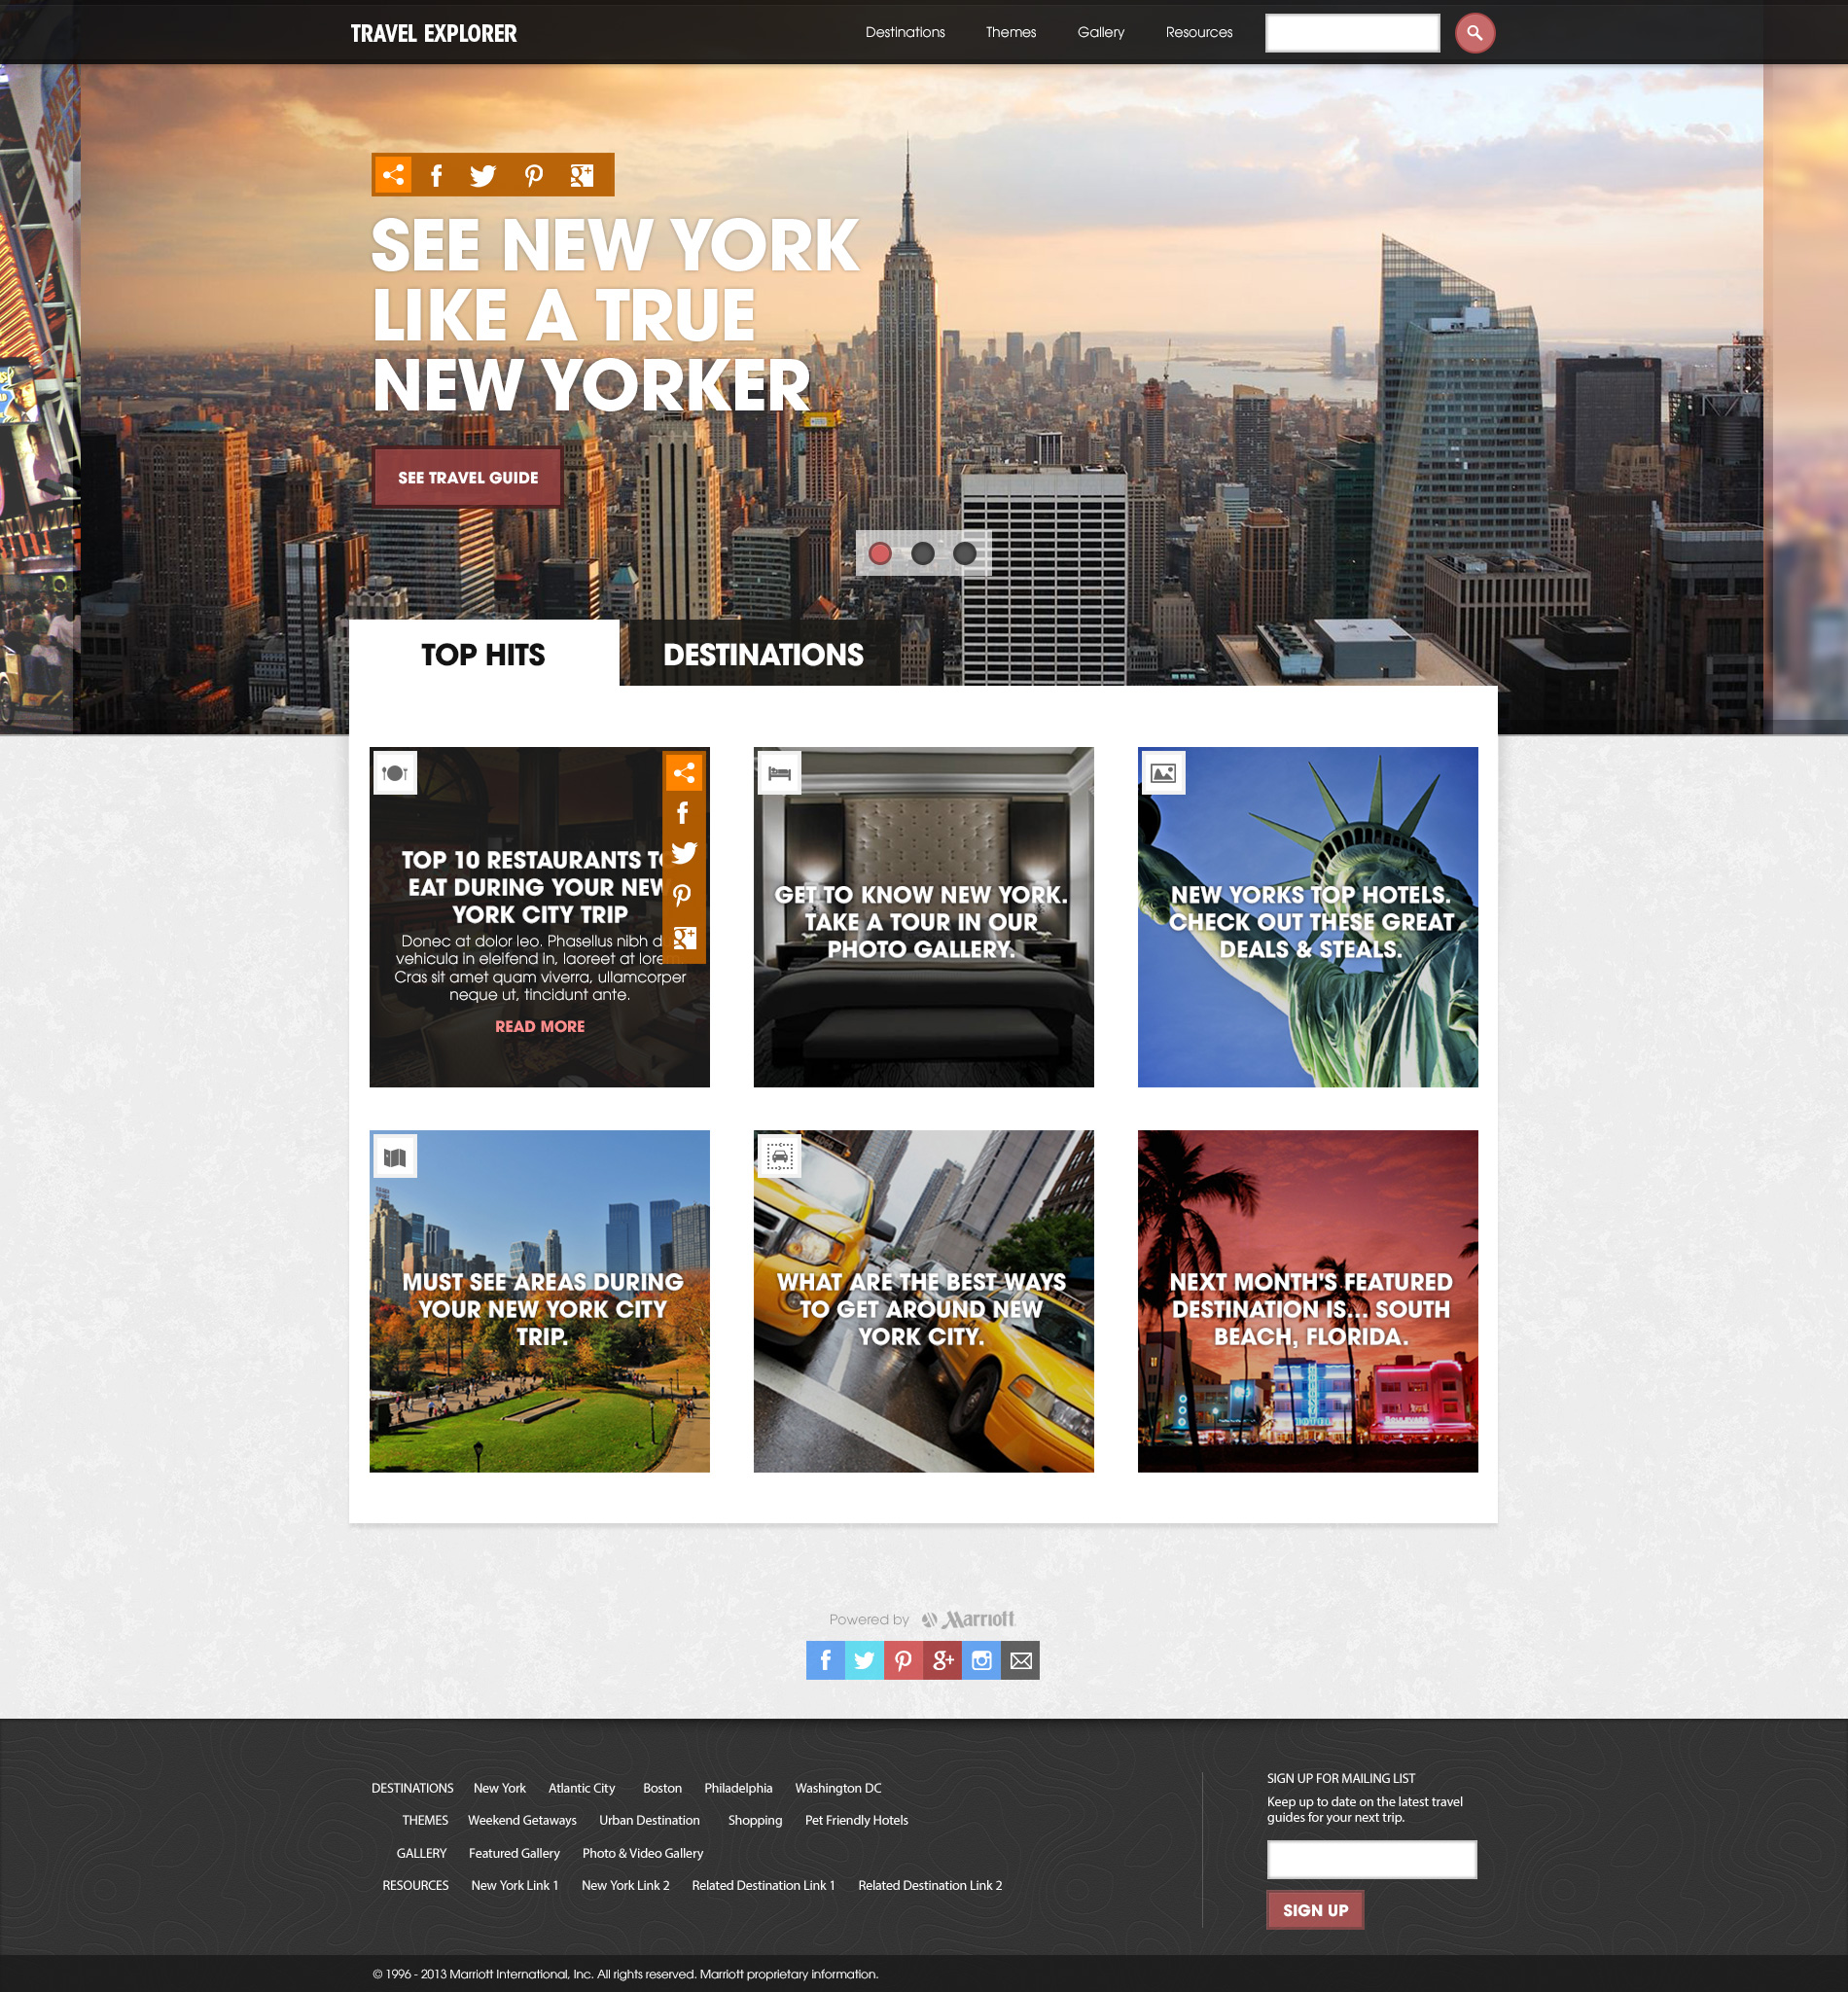 TRAVEL EXPLORER
Destinations Themes Gallery Resources
SEE NEW YORK
LIKE A TRUE
NEW YORKER
SEE TRAVEL GUIDE
TOP HITS
DESTINATIONS
TOP 10 RESTAURANTS TO
EAT DURING YOUR NEW
YORK CITY TRIP
Donec at dolor leo. Phasellus nibh
vehicula in eleifend in, laoreet at lorem.
Cras sit amet quam viverra, ullamcorper
neque ut, tincidunt ante.
READ MORE
GET TO KNOW NEW YORK.
TAKE A TOUR IN OUR
PHOTO GALLERY.
NEW YORKS TOP HOTELS.
CHECK OUT THESE GREAT
DEALS & STEALS.
MUST SEE AREAS DURING
YOUR NEW YORK CITY
TRIP.
WHAT ARE THE BEST WAYS
TO GET AROUND NEW
YORK CITY.
NEXT MONTH'S FEATURED
DESTINATION IS... SOUTH
BEACH, FLORIDA.
BOULEVARD
Powered by Marriott
DESTINATIONS New York Atlantic City Boston Philadelphia Washington DC
THEMES Weekend Getaways Urban Destination Shopping Pet Friendly Hotels
GALLERY Featured Gallery Photo & Video Gallery
RESOURCES New York Link 1 New York Link 2 Related Destination Link 1 Related Destination Link 2
SIGN UP FOR MAILING LIST
Keep up to date on the latest travel
guides for your next trip.
SIGN UP
© 1996 - 2013 Marriott International, Inc. All rights reserved. Marriott proprietary information.